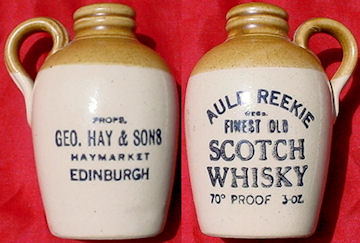 PROPS.
GEO. HAY & SONS
HAYMARKET
EDINBURGH
AULD REEKIE
REGD.
FINEST OLD
SCOTCH
WHISKY
70° PROOF 3-OZ.